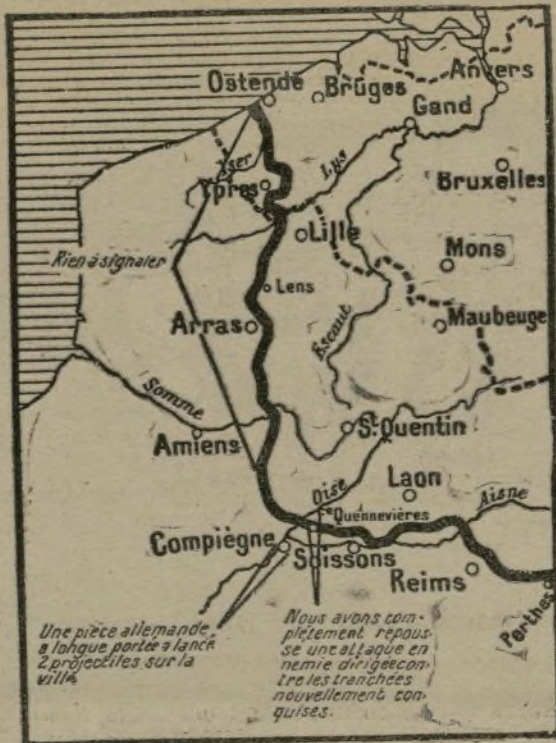 Ostende
Bruges
Anvers
Gand
Yser
Ypres
Lys
Bruxelles
Lille
Rien à signaler
Mons
Lens
Arras
Escaut
Maubeuge
Somme
Amiens
St Quentin
Oise
Laon
Aisne
Fe Quennevières
Compiègne
Soissons
Reims
Perthes
Une pièce allemande
a longue portée a lancé
2 projectiles sur la
ville.
Nous avons com-
plètement repous-
sé une attaque en
nemie dirigée con-
tre les tranchées
nouvellement con-
quises.